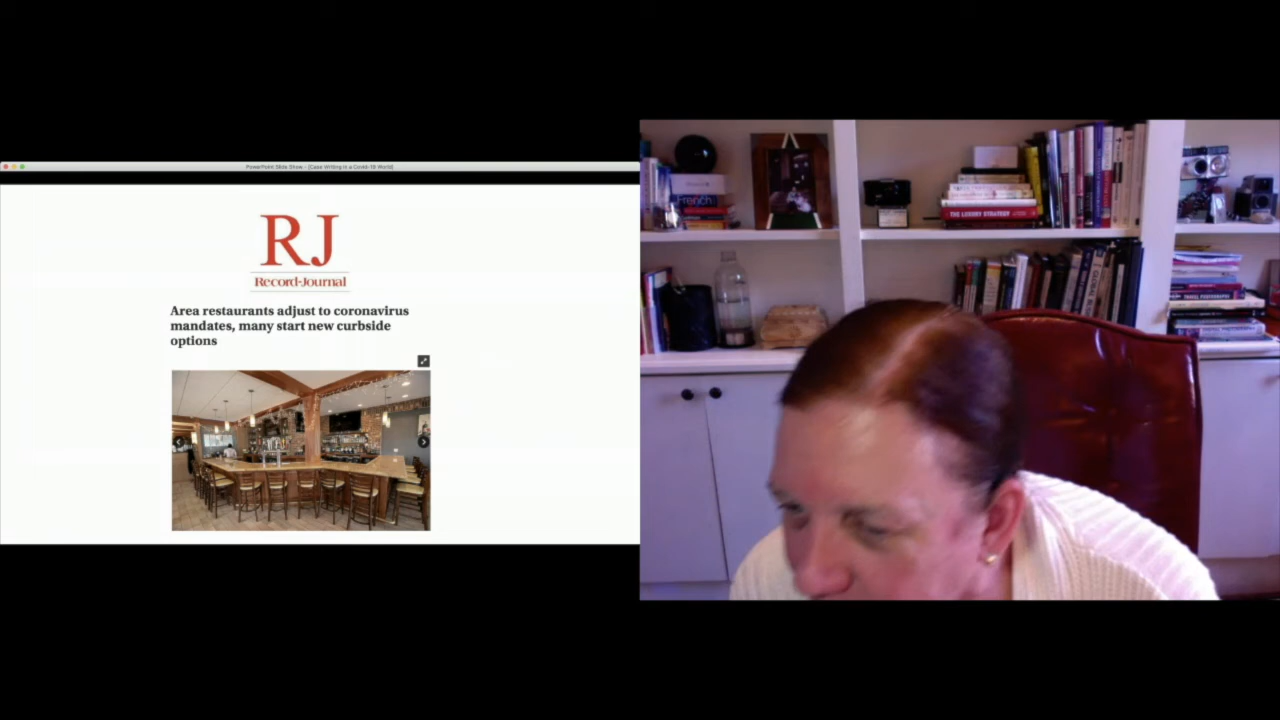 PowerPoint Slide Show - [Case Writing in a Covid-19 World]
RJ
Record-Journal
Area restaurants adjust to coronavirus
mandates, many start new curbside
options
French
THE LUXURY STRATEGY